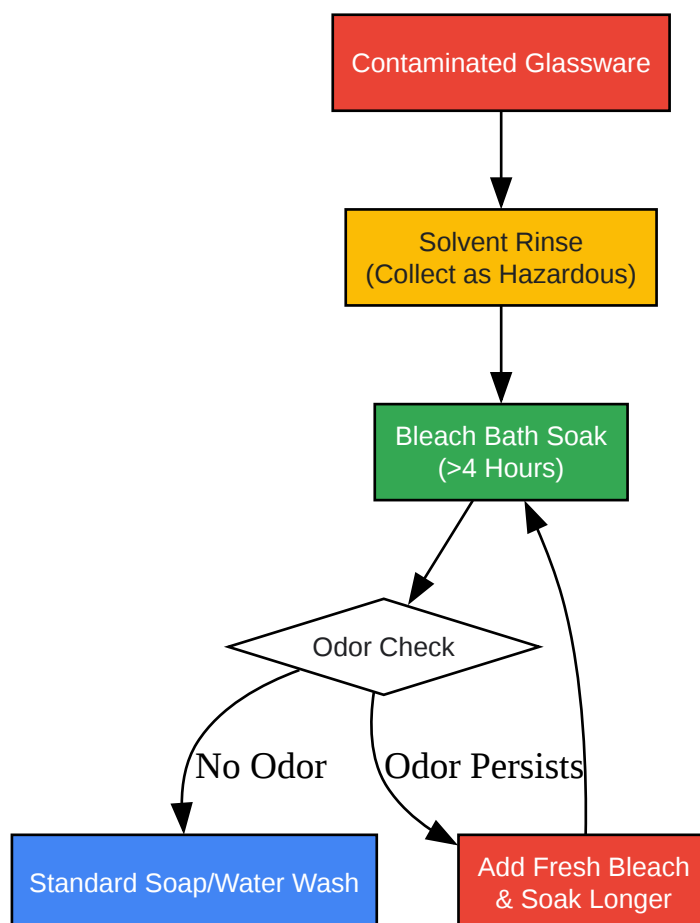 Contaminated Glassware
Solvent Rinse
(Collect as Hazardous)
Bleach Bath Soak
(>4 Hours)
Odor Check
No Odor
Odor Persists
Standard Soap/Water Wash
Add Fresh Bleach
& Soak Longer